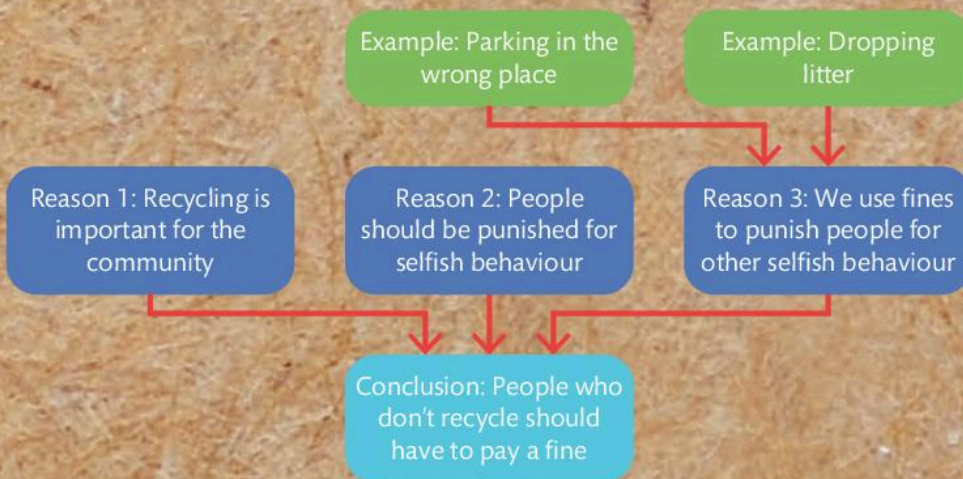 Example: Parking in the
wrong place
Example: Dropping
litter
Reason 1: Recycling is
important for the
community
Reason 2: People
should be punished for
selfish behaviour
Reason 3: We use fines
to punish people for
other selfish behaviour
Conclusion: People who
don't recycle should
have to pay a fine